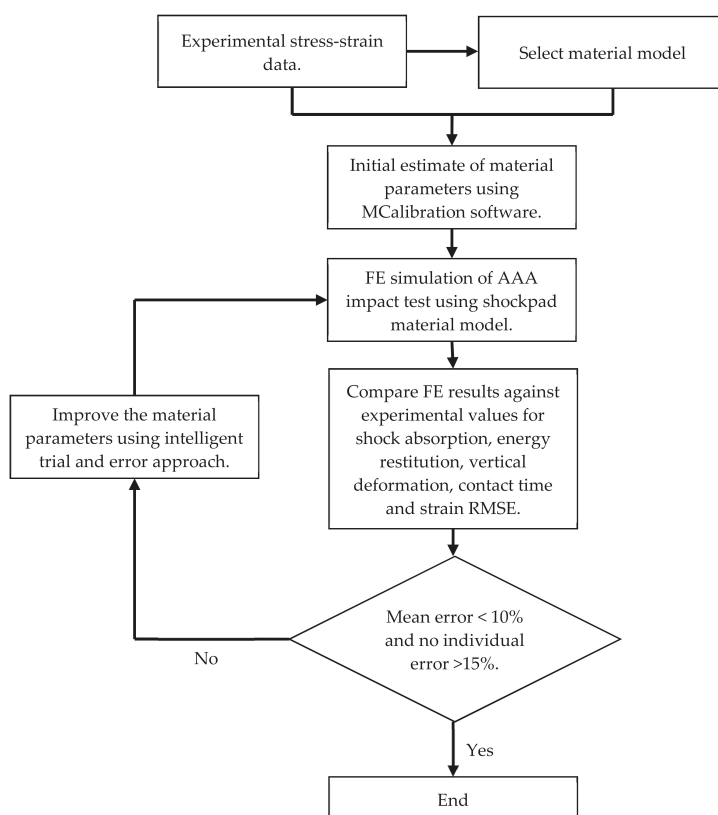 Experimental stress-strain
data.
Select material model
Initial estimate of material
parameters using
MCalibration software.
FE simulation of AAA
impact test using shockpad
material model.
Compare FE results against
experimental values for
shock absorption, energy
restitution, vertical
deformation, contact time
and strain RMSE.
Improve the material
parameters using intelligent
trial and error approach.
Mean error < 10%
and no individual
error >15%.
No
Yes
End